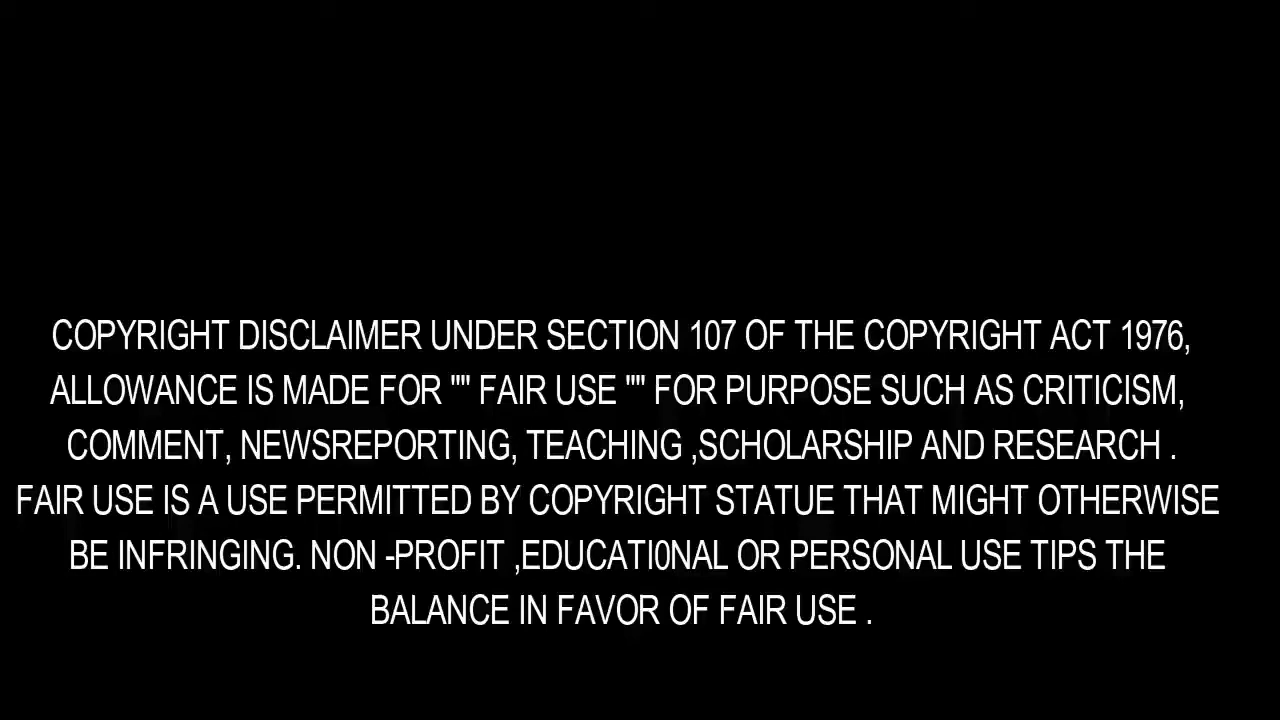 COPYRIGHT DISCLAIMER UNDER SECTION 107 OF THE COPYRIGHT ACT 1976,
ALLOWANCE IS MADE FOR "" FAIR USE "" FOR PURPOSE SUCH AS CRITICISM,
COMMENT, NEWSREPORTING, TEACHING ,SCHOLARSHIP AND RESEARCH .
FAIR USE IS A USE PERMITTED BY COPYRIGHT STATUE THAT MIGHT OTHERWISE
BE INFRINGING. NON -PROFIT ,EDUCATI0NAL OR PERSONAL USE TIPS THE
BALANCE IN FAVOR OF FAIR USE .